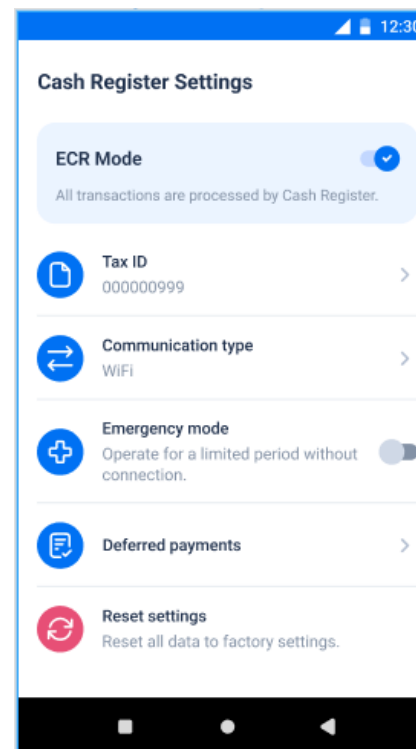 12:30
Cash Register Settings
ECR Mode
All transactions are processed by Cash Register.
Tax ID
000000999
Communication type
WiFi
Emergency mode
Operate for a limited period without
connection.
Deferred payments
Reset settings
Reset all data to factory settings.